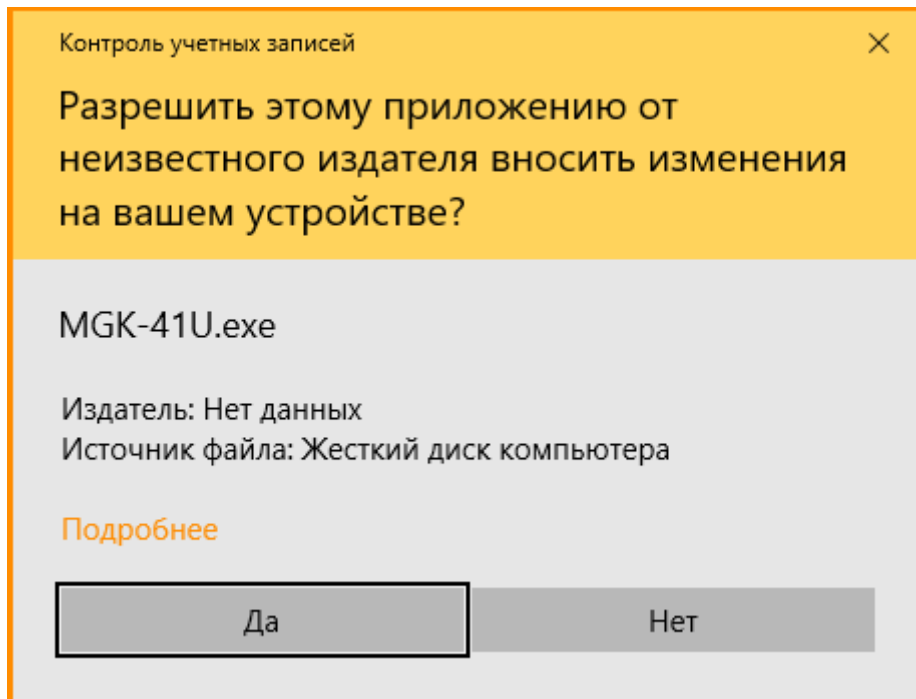 Контроль учетных записей
Разрешить этому приложению от
неизвестного издателя вносить изменения
на вашем устройстве?
MGK-41U.exe
Издатель: Нет данных
Источник файла: Жесткий диск компьютера
Подробнее
Да
Нет